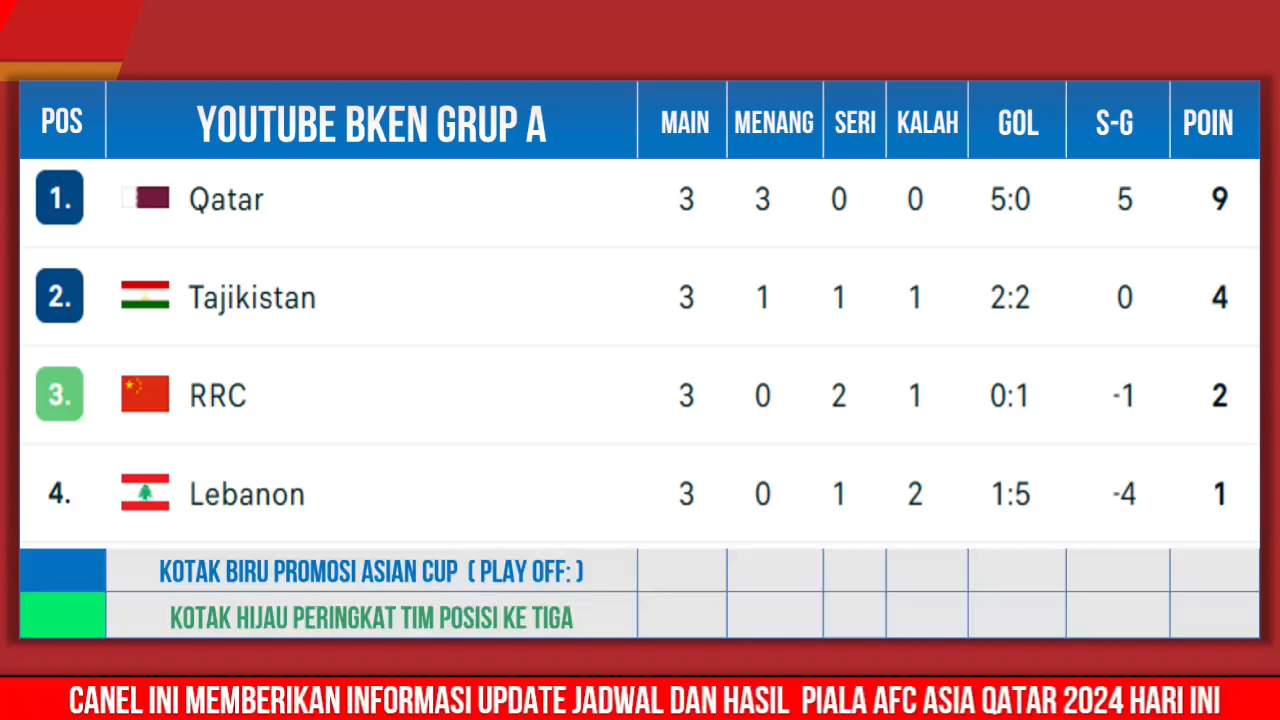 POS YOUTUBE BKEN GRUP A MAIN MENANG SERI KALAH GOL S-G POIN
1. Qatar 3 3 0 0 5:0 5 9
2. Tajikistan 3 1 1 1 2:2 0 4
3. RRC 3 0 2 1 0:1 -1 2
4. Lebanon 3 0 1 2 1:5 -4 1
KOTAK BIRU PROMOSI ASIAN CUP ( PLAY OFF: )
KOTAK HIJAU PERINGKAT TIM POSISI KE TIGA
CANEL INI MEMBERIKAN INFORMASI UPDATE JADWAL DAN HASIL PIALA AFC ASIA QATAR 2024 HARI INI